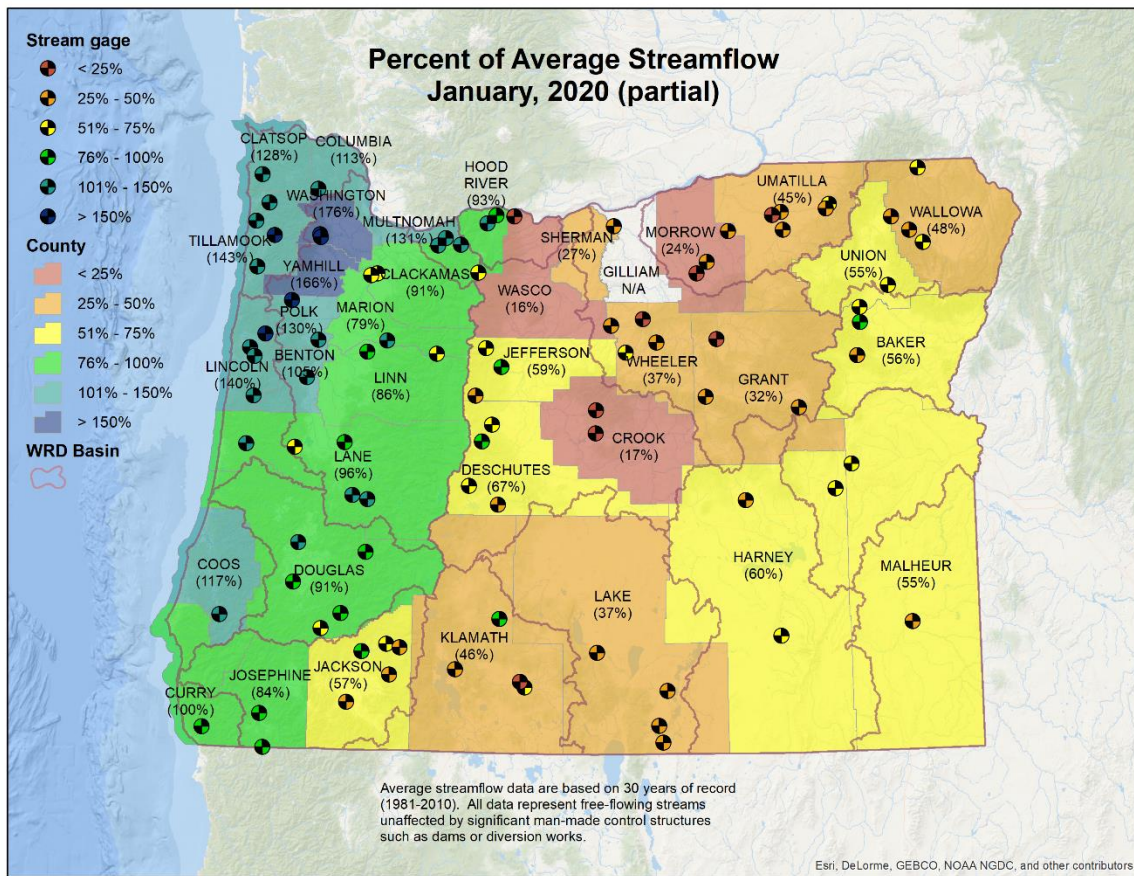 Percent of Average Streamflow
January, 2020 (partial)
Stream gage
< 25%
25% - 50%
51% - 75%
76% - 100%
101% - 150%
> 150%
County
< 25%
25% - 50%
51% - 75%
76% - 100%
101% - 150%
> 150%
WRD Basin
CLATSOP
(128%)
COLUMBIA
(113%)
WASHINGTON
(176%)
TILLAMOOK
(143%)
YAMHILL
(166%)
MULTNOMAH
(131%)
HOOD
RIVER
(93%)
CLACKAMAS
(91%)
SHERMAN
(27%)
GILLIAM
N/A
MORROW
(24%)
UMATILLA
(45%)
WALLOWA
(48%)
UNION
(55%)
WASCO
(16%)
MARION
(79%)
POLK
(130%)
LINCOLN
(140%)
BENTON
(105%)
LINN
(86%)
JEFFERSON
(59%)
WHEELER
(37%)
GRANT
(32%)
BAKER
(56%)
CROOK
(17%)
LANE
(96%)
DESCHUTES
(67%)
COOS
(117%)
DOUGLAS
(91%)
HARNEY
(60%)
MALHEUR
(55%)
LAKE
(37%)
KLAMATH
(46%)
JACKSON
(57%)
JOSEPHINE
(84%)
CURRY
(100%)
Average streamflow data are based on 30 years of record
(1981-2010). All data represent free-flowing streams
unaffected by significant man-made control structures
such as dams or diversion works.
Esri, DeLorme, GEBCO, NOAA NGDC, and other contributors